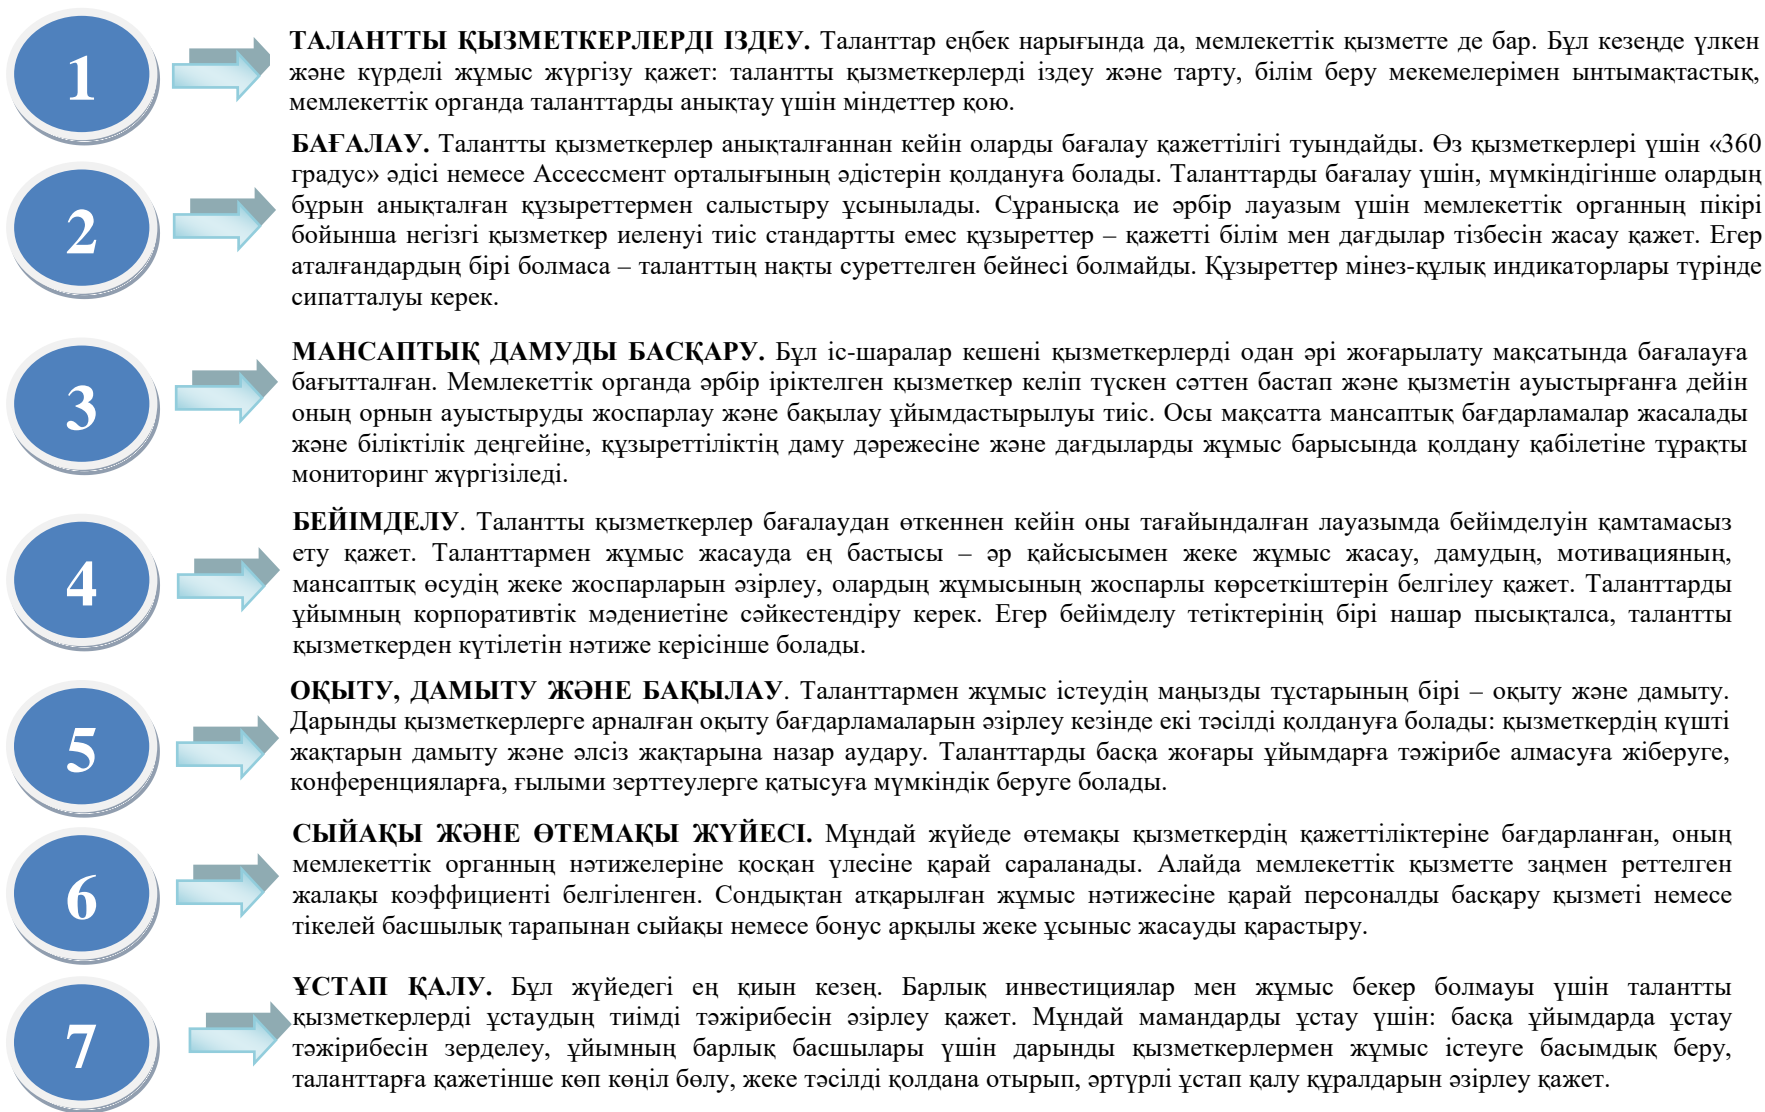 1
ТАЛАНТТЫ ҚЫЗМЕТКЕРЛЕРДІ ІЗДЕУ. Таланттар еңбек нарығында да, мемлекеттік қызметте де бар. Бұл кезеңде үлкен
және күрделі жұмыс жүргізу қажет: талантты қызметкерлерді іздеу және тарту, білім беру мекемелерімен ынтымақтастық,
мемлекеттік органда таланттарды анықтау үшін міндеттер қою.
2
БАҒАЛАУ. Талантты қызметкерлер анықталғаннан кейін оларды бағалау қажеттілігі туындайды. Өз қызметкерлері үшін «360
градус» әдісі немесе Ассессмент орталығының әдістерін қолдануға болады. Таланттарды бағалау үшін, мүмкіндігінше олардың
бұрын анықталған құзыреттермен салыстыру ұсынылады. Сұранысқа ие әрбір лауазым үшін мемлекеттік органның пікірі
бойынша негізгі қызметкер иеленуі тиіс стандартты емес құзыреттер – қажетті білім мен дағдылар тізбесін жасау қажет. Егер
аталғандардың бірі болмаса – таланттың нақты суреттелген бейнесі болмайды. Құзыреттер мінез-құлық индикаторлары түрінде
сипатталуы керек.
3
МАНСАПТЫҚ ДАМУДЫ БАСҚАРУ. Бұл іс-шаралар кешені қызметкерлерді одан әрі жоғарылату мақсатында бағалауға
бағытталған. Мемлекеттік органда әрбір іріктелген қызметкер келіп түскен сәттен бастап және қызметін ауыстырғанға дейін
оның орнын ауыстыруды жоспарлау және бақылау ұйымдастырылуы тиіс. Осы мақсатта мансаптық бағдарламалар жасалады
және біліктілік деңгейіне, құзыреттіліктің даму дәрежесіне және дағдыларды жұмыс барысында қолдану қабілетіне тұрақты
мониторинг жүргізіледі.
4
БЕЙІМДЕЛУ. Талантты қызметкерлер бағалаудан өткеннен кейін оны тағайындалған лауазымда бейімделуін қамтамасыз
ету қажет. Таланттармен жұмыс жасауда ең бастысы – әр қайсысымен жеке жұмыс жасау, дамудың, мотивацияның,
мансаптық өсудің жеке жоспарларын әзірлеу, олардың жұмысының жоспарлы көрсеткіштерін белгілеу қажет. Таланттарды
ұйымның корпоративтік мәдениетіне сәйкестендіру керек. Егер бейімделу тетіктерінің бірі нашар пысықталса, талантты
қызметкерден күтілетін нәтиже керісінше болады.
5
ОҚЫТУ, ДАМЫТУ ЖӘНЕ БАҚЫЛАУ. Таланттармен жұмыс істеудің маңызды тұстарының бірі – оқыту және дамыту.
Дарынды қызметкерлерге арналған оқыту бағдарламаларын әзірлеу кезінде екі тәсілді қолдануға болады: қызметкердің күшті
жақтарын дамыту және әлсіз жақтарына назар аудару. Таланттарды басқа жоғары ұйымдарға тәжірибе алмасуға жіберуге,
конференцияларға, ғылыми зерттеулерге қатысуға мүмкіндік беруге болады.
6
СЫЙАҚЫ ЖӘНЕ ӨТЕМАҚЫ ЖҮЙЕСІ. Мұндай жүйеде өтемақы қызметкердің қажеттіліктеріне бағдарланған, оның
мемлекеттік органның нәтижелеріне қосқан үлесіне қарай сараланады. Алайда мемлекеттік қызметте заңмен реттелген
жалақы коэффициенті белгіленген. Сондықтан атқарылған жұмыс нәтижесіне қарай персоналды басқару қызметі немесе
тікелей басшылық тарапынан сыйақы немесе бонус арқылы жеке ұсыныс жасауды қарастыру.
7
ҰСТАП ҚАЛУ. Бұл жүйедегі ең қиын кезең. Барлық инвестициялар мен жұмыс бекер болмауы үшін талантты
қызметкерлерді ұстаудың тиімді тәжірибесін әзірлеу қажет. Мұндай мамандарды ұстау үшін: басқа ұйымдарда ұстау
тәжірибесін зерделеу, ұйымның барлық басшылары үшін дарынды қызметкерлермен жұмыс істеуге басымдық беру,
таланттарға қажетінше көп көңіл бөлу, жеке тәсілді қолдана отырып, әртүрлі ұстап қалу құралдарын әзірлеу қажет.